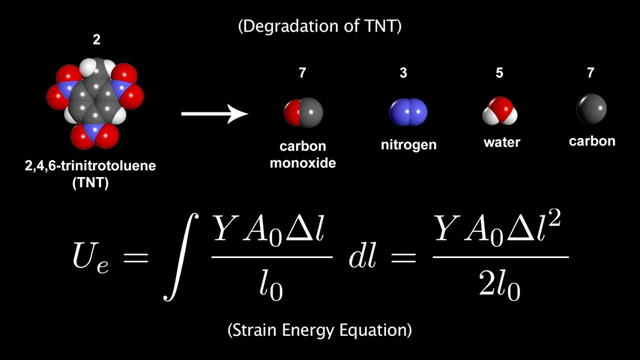 (Degradation of TNT)
2
7 3 5 7
2,4,6-trinitrotoluene
(TNT)
carbon
monoxide
nitrogen
water
carbon
U_e = ∫ Y A_0 Δl / l_0 dl = Y A_0 Δl^2 / 2l_0
(Strain Energy Equation)